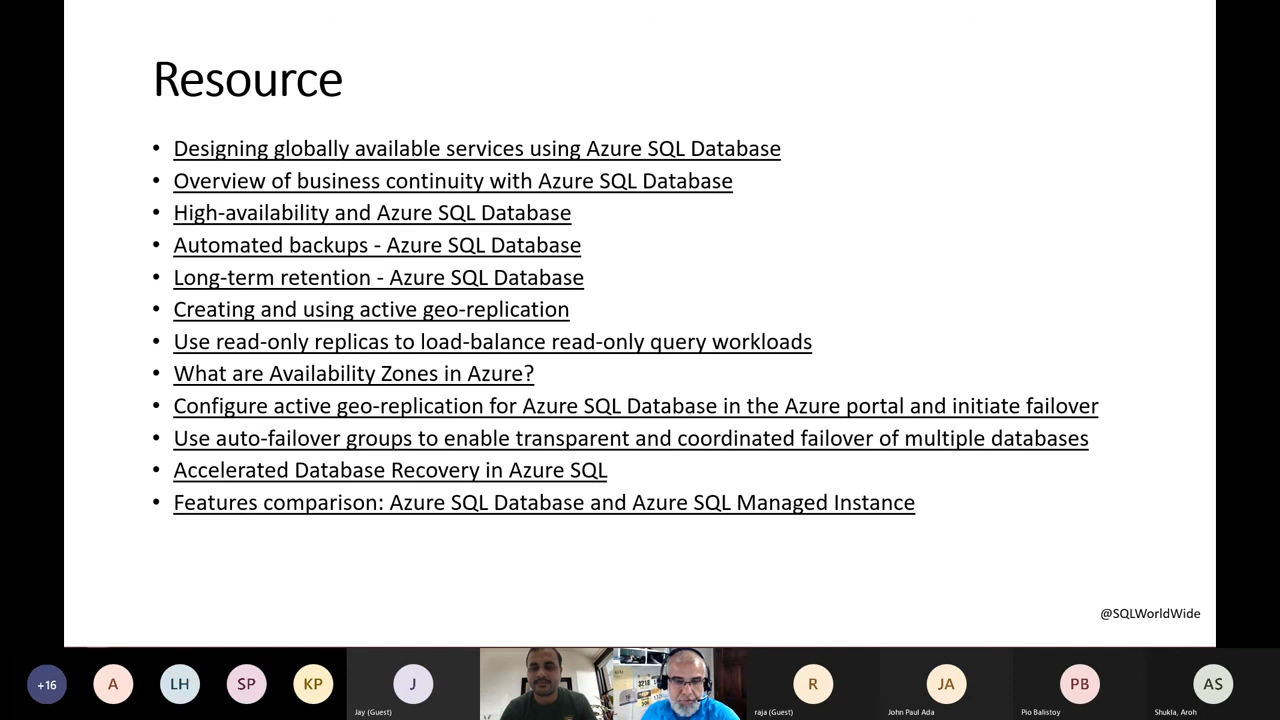 Resource
• Designing globally available services using Azure SQL Database
• Overview of business continuity with Azure SQL Database
• High-availability and Azure SQL Database
• Automated backups - Azure SQL Database
• Long-term retention - Azure SQL Database
• Creating and using active geo-replication
• Use read-only replicas to load-balance read-only query workloads
• What are Availability Zones in Azure?
• Configure active geo-replication for Azure SQL Database in the Azure portal and initiate failover
• Use auto-failover groups to enable transparent and coordinated failover of multiple databases
• Accelerated Database Recovery in Azure SQL
• Features comparison: Azure SQL Database and Azure SQL Managed Instance
@SQLWorldWide
+16
A
LH
SP
KP
J
Jay (Guest)
R
raja (Guest)
JA
John Paul Ada
PB
Pio Balistoy
AS
Shukla, Aroh